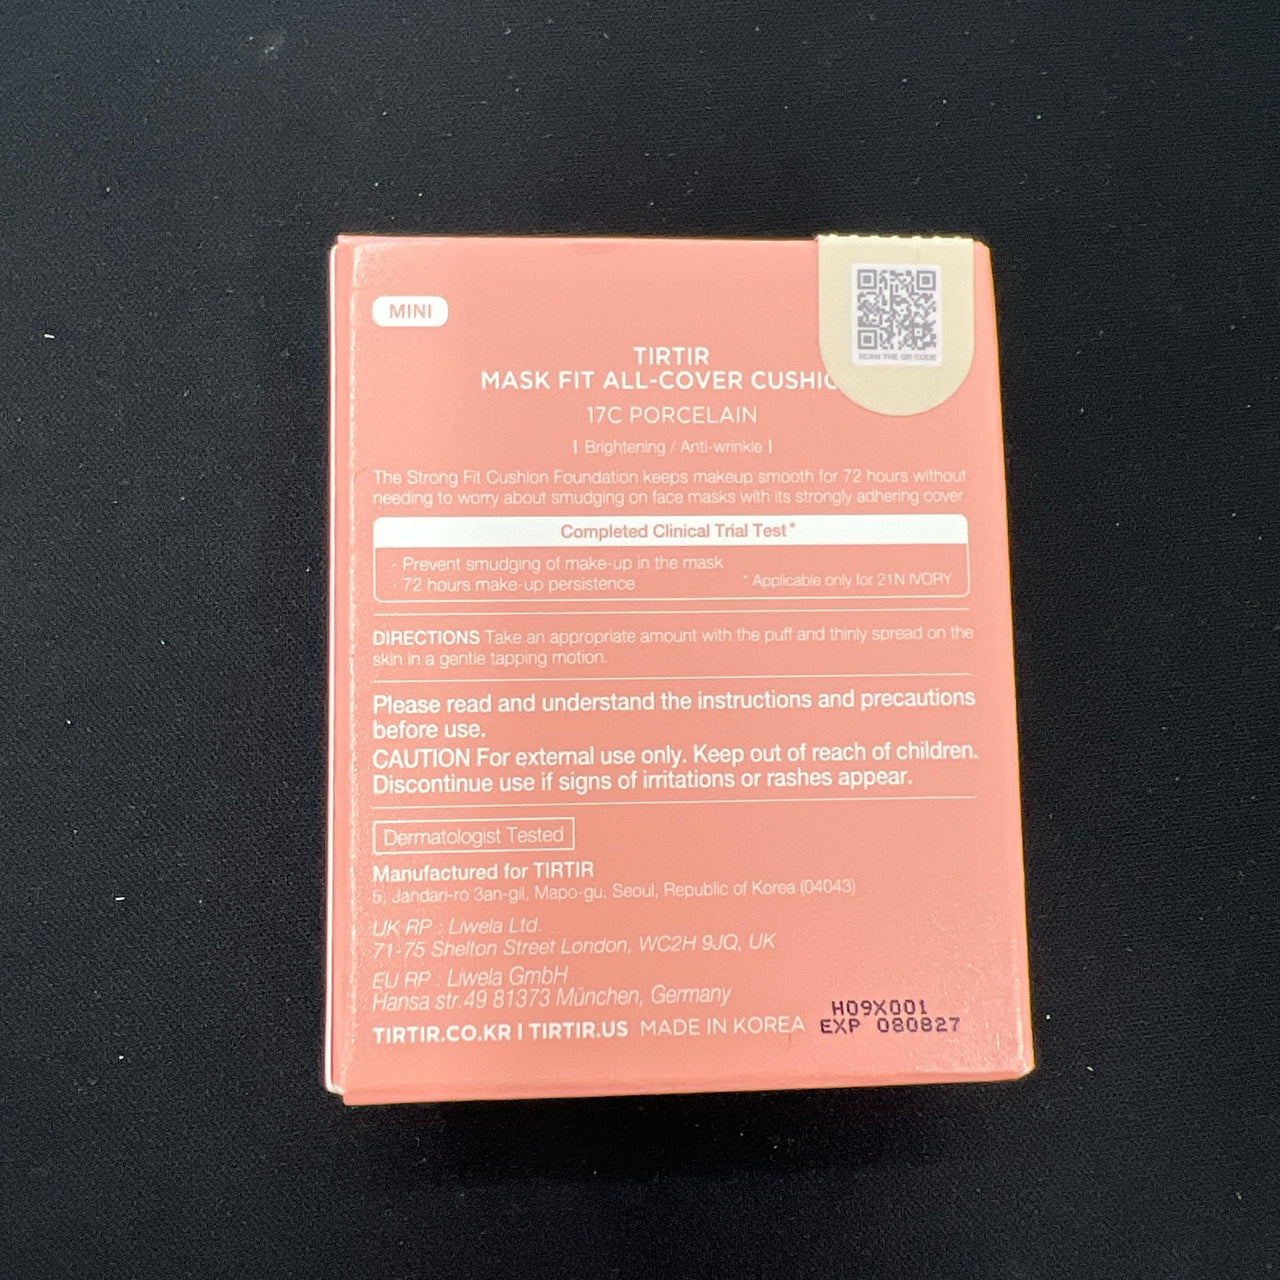 SCAN THE QR CODE
MINI
TIRTIR
MASK FIT ALL-COVER
17C PORCELAIN
| Brightening / Anti-wrinkle |
The Strong Fit Cushion Foundation keeps makeup smooth for 72 hours without
needing to worry about smudging on face masks with its strongly adhering cover.
Completed Clinical Trial Test*
- Prevent smudging of make-up in the mask
- 72 hours make-up persistence
* Applicable only for 21N IVORY
DIRECTIONS Take an appropriate amount with the puff and thinly spread on the
skin in a gentle tapping motion.
Please read and understand the instructions and precautions
before use.
CAUTION For external use only. Keep out of reach of children.
Discontinue use if signs of irritations or rashes appear.
Dermatologist Tested
Manufactured for TIRTIR
5, Jandari-ro 3an-gil, Mapo-gu, Seoul, Republic of Korea (04043)
UK RP : Liwela Ltd.
71-75 Shelton Street London, WC2H 9JQ, UK
EU RP : Liwela GmbH
Hansa str.49 81373 München, Germany
TIRTIR.CO.KR | TIRTIR.US MADE IN KOREA
H09X001
EXP 080827